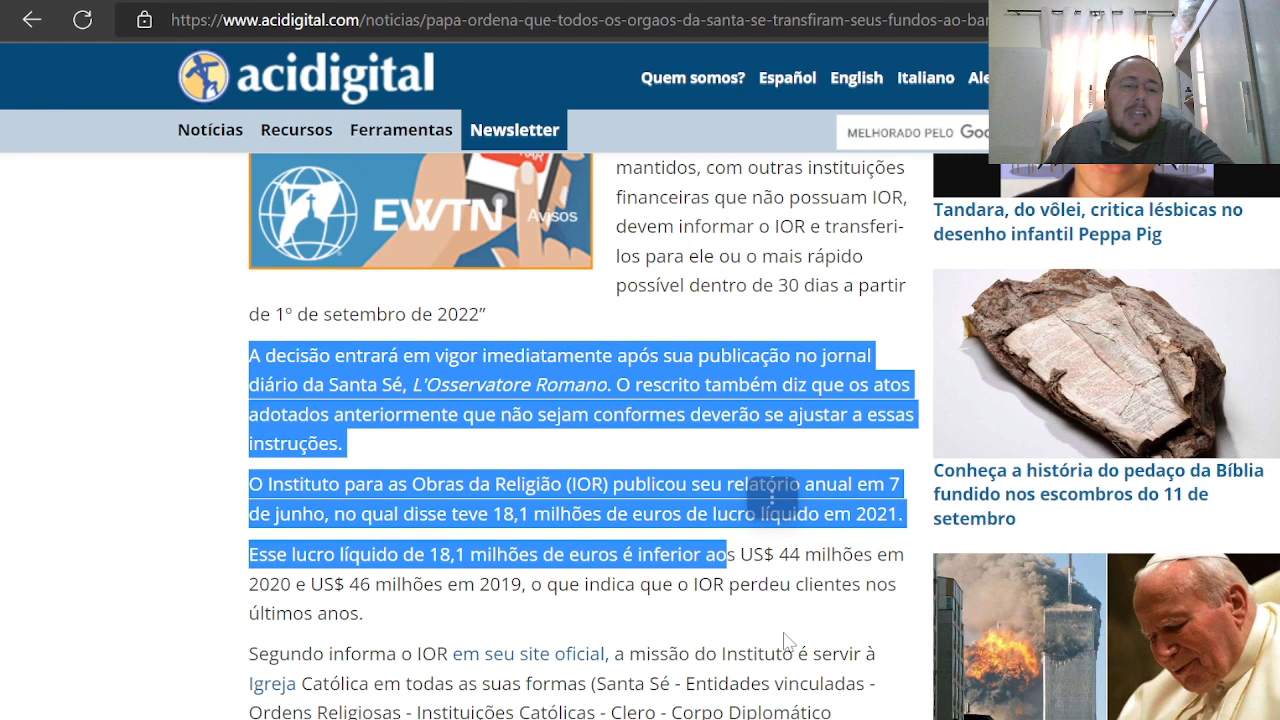 https://www.acidigital.com/noticias/papa-ordena-que-todos-os-orgaos-da-santa-se-transfiram-seus-fundos-ao-ban
acidigital
Quem somos? Español English Italiano Ale
Notícias Recursos Ferramentas Newsletter
MELHORADO PELO Goo
EWTN
Avisos
mantidos, com outras instituições
financeiras que não possuam IOR,
devem informar o IOR e transferi-
los para ele ou o mais rápido
possível dentro de 30 dias a partir
de 1º de setembro de 2022”
A decisão entrará em vigor imediatamente após sua publicação no jornal
diário da Santa Sé, L'Osservatore Romano. O rescrito também diz que os atos
adotados anteriormente que não sejam conformes deverão se ajustar a essas
instruções.
O Instituto para as Obras da Religião (IOR) publicou seu relatório anual em 7
de junho, no qual disse teve 18,1 milhões de euros de lucro líquido em 2021.
Esse lucro líquido de 18,1 milhões de euros é inferior aos US$ 44 milhões em
2020 e US$ 46 milhões em 2019, o que indica que o IOR perdeu clientes nos
últimos anos.
Segundo informa o IOR em seu site oficial, a missão do Instituto é servir à
Igreja Católica em todas as suas formas (Santa Sé - Entidades vinculadas -
Ordens Religiosas - Instituições Católicas - Clero - Corpo Diplomático
Tandara, do vôlei, critica lésbicas no
desenho infantil Peppa Pig
Conheça a história do pedaço da Bíblia
fundido nos escombros do 11 de
setembro